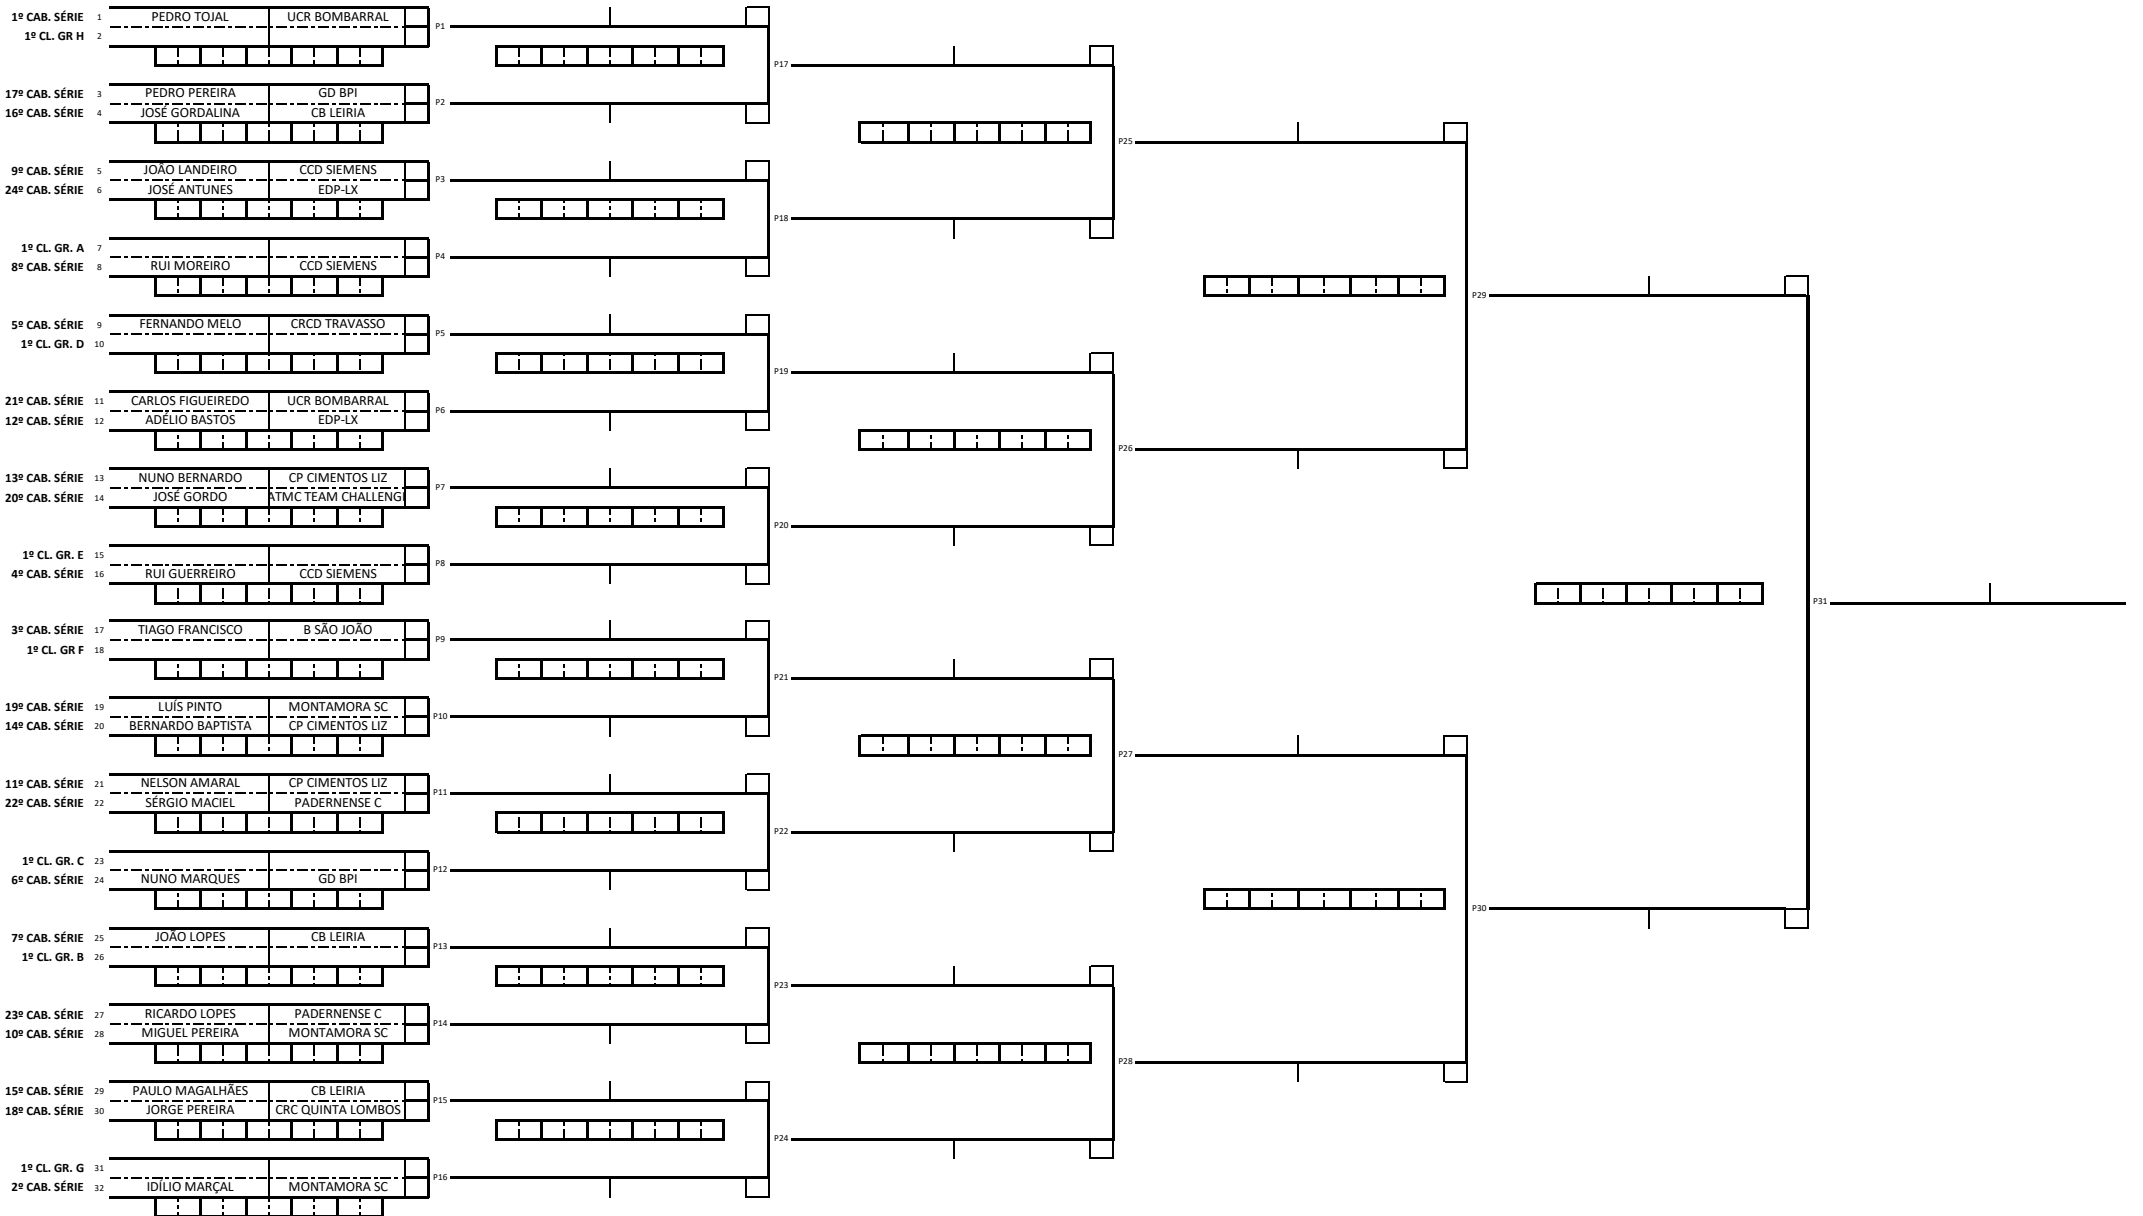 1º CAB. SÉRIE 1 PEDRO TOJAL UCR BOMBARRAL
P1
1º CL. GR H 2
P17
17º CAB. SÉRIE 3 PEDRO PEREIRA GD BPI
P2
16º CAB. SÉRIE 4 JOSÉ GORDALINA CB LEIRIA
P25
9º CAB. SÉRIE 5 JOÃO LANDEIRO CCD SIEMENS
P3
24º CAB. SÉRIE 6 JOSÉ ANTUNES EDP-LX
P18
1º CL. GR. A 7
P4
8º CAB. SÉRIE 8 RUI MOREIRO CCD SIEMENS
P29
5º CAB. SÉRIE 9 FERNANDO MELO CRCD TRAVASSO
P5
1º CL. GR. D 10
P19
21º CAB. SÉRIE 11 CARLOS FIGUEIREDO UCR BOMBARRAL
P6
12º CAB. SÉRIE 12 ADÉLIO BASTOS EDP-LX
P26
13º CAB. SÉRIE 13 NUNO BERNARDO CP CIMENTOS LIZ
P7
20º CAB. SÉRIE 14 JOSÉ GORDO ATMC TEAM CHALLENGE
P20
1º CL. GR. E 15
P8
4º CAB. SÉRIE 16 RUI GUERREIRO CCD SIEMENS
P31
3º CAB. SÉRIE 17 TIAGO FRANCISCO B SÃO JOÃO
P9
1º CL. GR F 18
P21
19º CAB. SÉRIE 19 LUÍS PINTO MONTAMORA SC
P10
14º CAB. SÉRIE 20 BERNARDO BAPTISTA CP CIMENTOS LIZ
P27
11º CAB. SÉRIE 21 NELSON AMARAL CP CIMENTOS LIZ
P11
22º CAB. SÉRIE 22 SÉRGIO MACIEL PADERNENSE C
P22
1º CL. GR. C 23
P12
6º CAB. SÉRIE 24 NUNO MARQUES GD BPI
P30
7º CAB. SÉRIE 25 JOÃO LOPES CB LEIRIA
P13
1º CL. GR. B 26
P23
23º CAB. SÉRIE 27 RICARDO LOPES PADERNENSE C
P14
10º CAB. SÉRIE 28 MIGUEL PEREIRA MONTAMORA SC
P28
15º CAB. SÉRIE 29 PAULO MAGALHÃES CB LEIRIA
P15
18º CAB. SÉRIE 30 JORGE PEREIRA CRC QUINTA LOMBOS
P24
1º CL. GR. G 31
P16
2º CAB. SÉRIE 32 IDÍLIO MARÇAL MONTAMORA SC